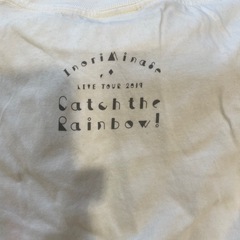 Inori Minase
LIVE TOUR 2019
Catch the
Rainbow!